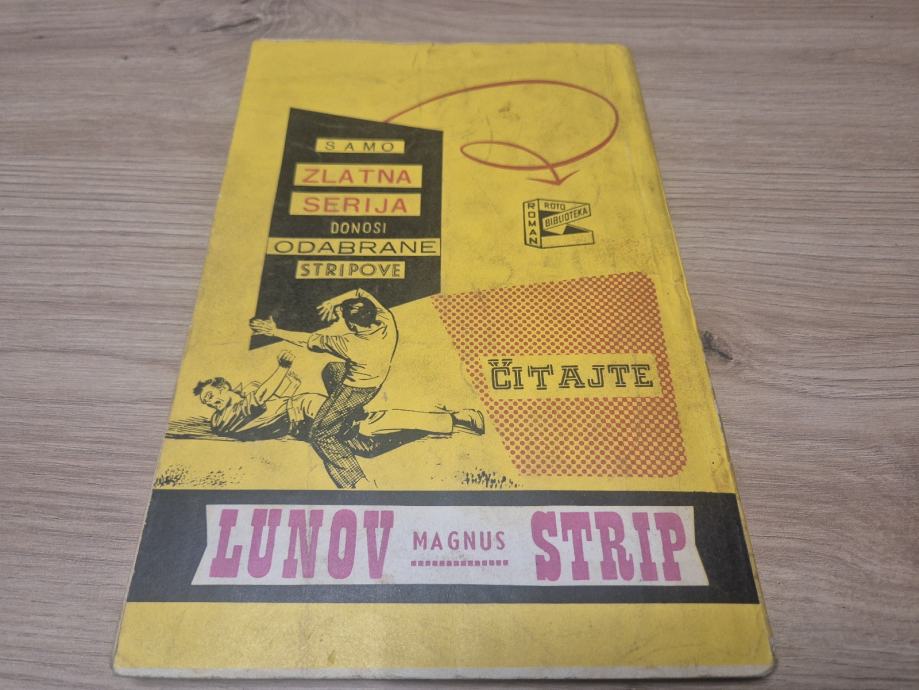 SAMO
ZLATNA
SERIJA
DONOSI
ODABRANE
STRIPOVE
ROMAN
ROTO
BIBLIOTEKA
ČITAJTE
LUNOV MAGNUS STRIP